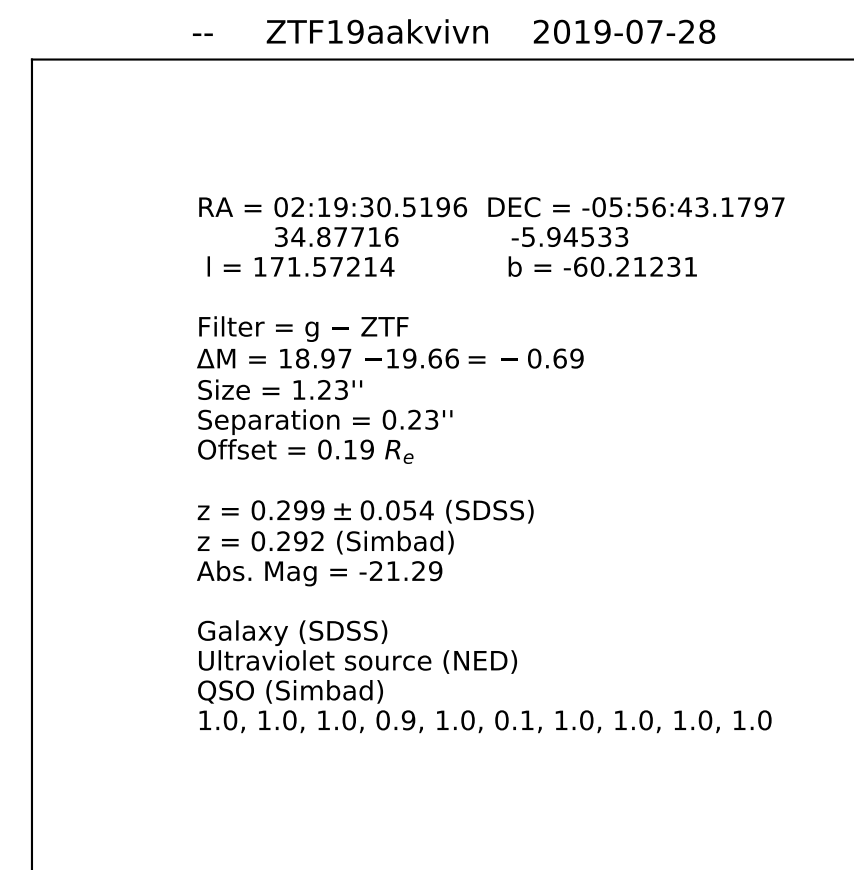 -- ZTF19aakvivn 2019-07-28
RA = 02:19:30.5196 DEC = -05:56:43.1797
34.87716 -5.94533
l = 171.57214 b = -60.21231
Filter = g − ZTF
ΔM = 18.97 −19.66 = − 0.69
Size = 1.23''
Separation = 0.23''
Offset = 0.19 Re
z = 0.299 ± 0.054 (SDSS)
z = 0.292 (Simbad)
Abs. Mag = -21.29
Galaxy (SDSS)
Ultraviolet source (NED)
QSO (Simbad)
1.0, 1.0, 1.0, 0.9, 1.0, 0.1, 1.0, 1.0, 1.0, 1.0